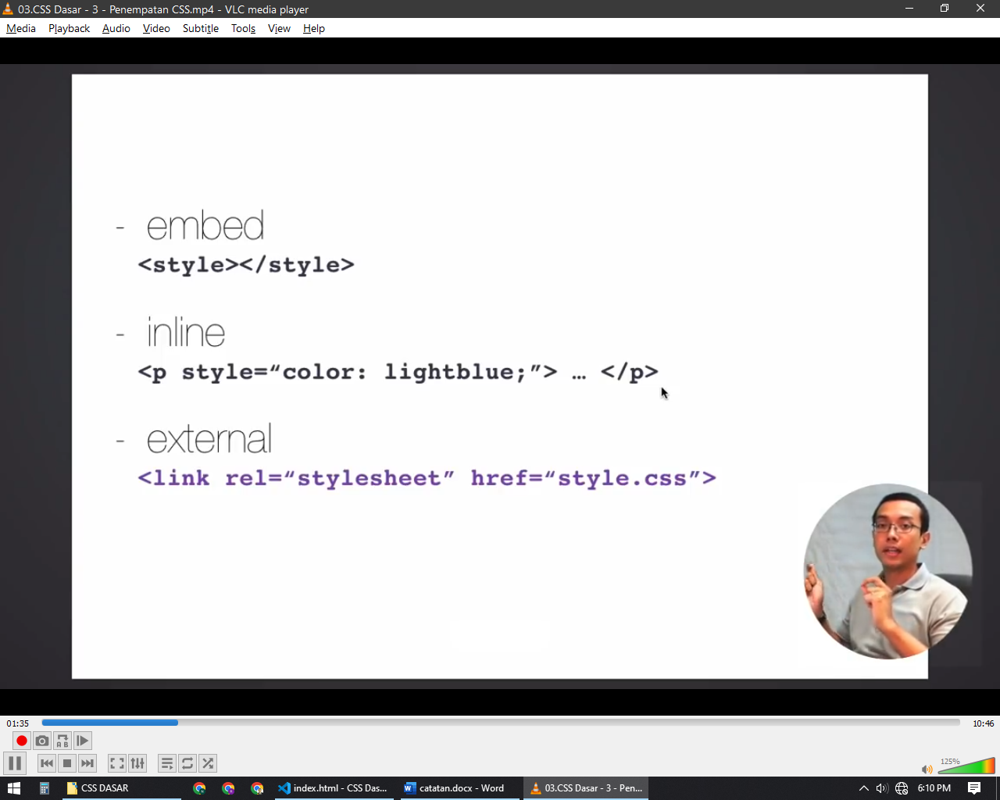 03.CSS Dasar - 3 - Penempatan CSS.mp4 - VLC media player
Media Playback Audio Video Subtitle Tools View Help
- embed
<style></style>
- inline
<p style=“color: lightblue;”> … </p>
- external
<link rel=“stylesheet” href=“style.css”>
01:35
10:46
A B
125%
CSS DASAR
index.html - CSS Das...
catatan.docx - Word
03.CSS Dasar - 3 - Pen...
6:10 PM